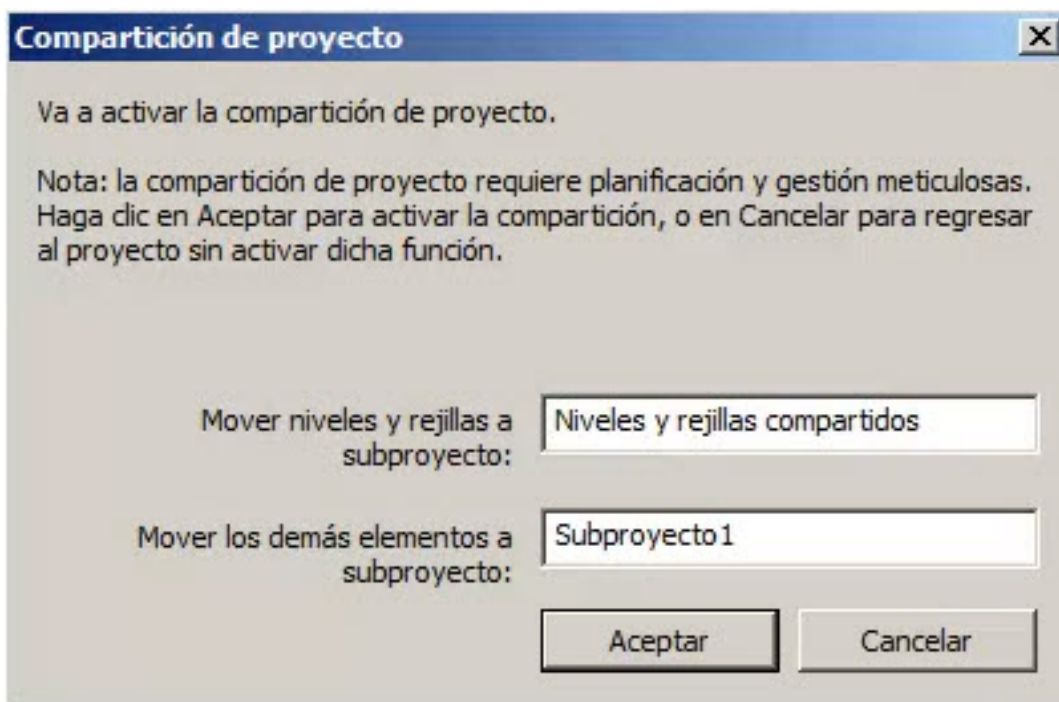 Compartición de proyecto
Va a activar la compartición de proyecto.
Nota: la compartición de proyecto requiere planificación y gestión meticulosas.
Haga clic en Aceptar para activar la compartición, o en Cancelar para regresar
al proyecto sin activar dicha función.
Mover niveles y rejillas a
subproyecto:
Niveles y rejillas compartidos
Mover los demás elementos a
subproyecto:
Subproyecto1
Aceptar
Cancelar